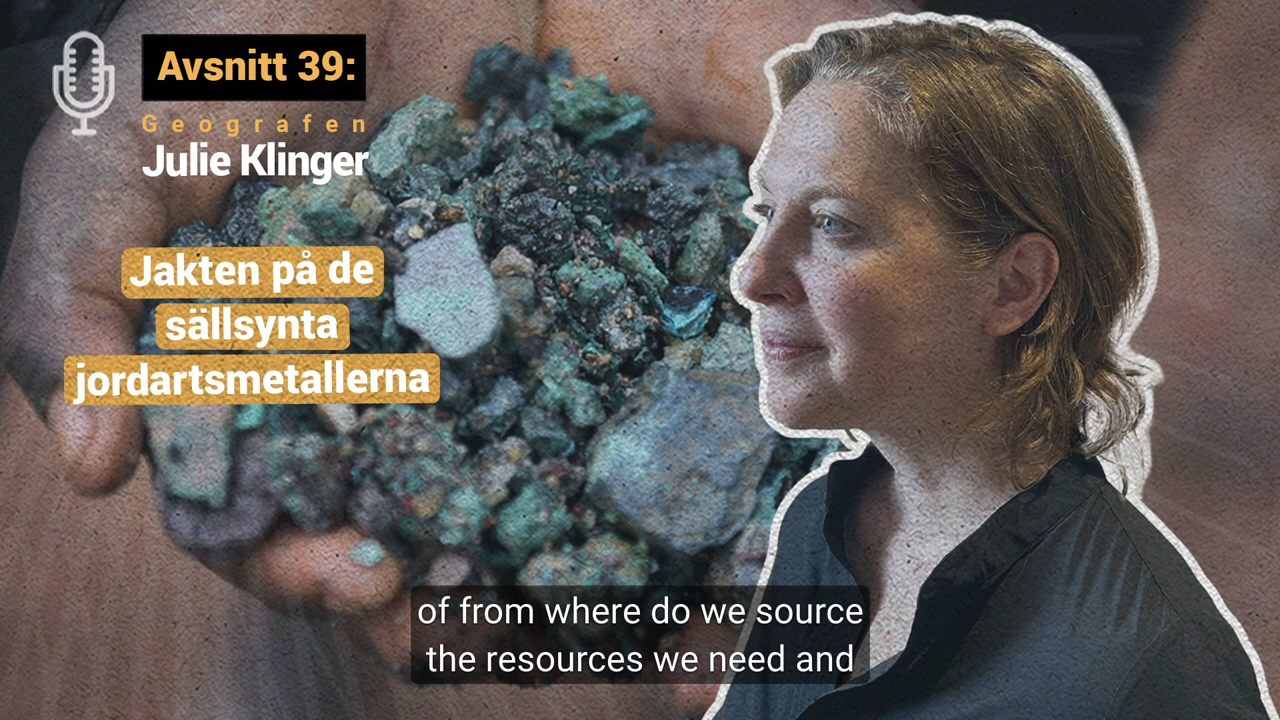 Avsnitt 39:
Geografen
Julie Klinger
Jakten på de
sällsynta
jordartsmetallerna
of from where do we source
the resources we need and